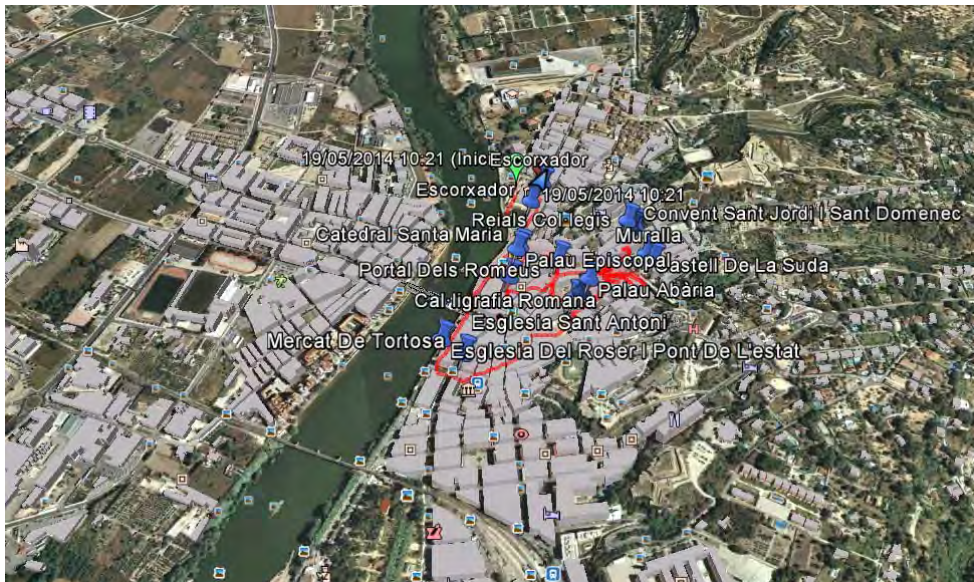 19/05/2014 10:21 (Inic
Escorxador
Escorxador
19/05/2014 10:21
Reials Col·legis
Convent Sant Jordi I Sant Domenec
Catedral Santa Maria
Muralla
Palau Episcopal
Castell De La Suda
Portal Dels Romeus
Palau Abària
Cal.ligrafia Romana
Esglesia Sant Antoni
Mercat De Tortosa
Esglesia Del Roser I Pont De L'estat
H